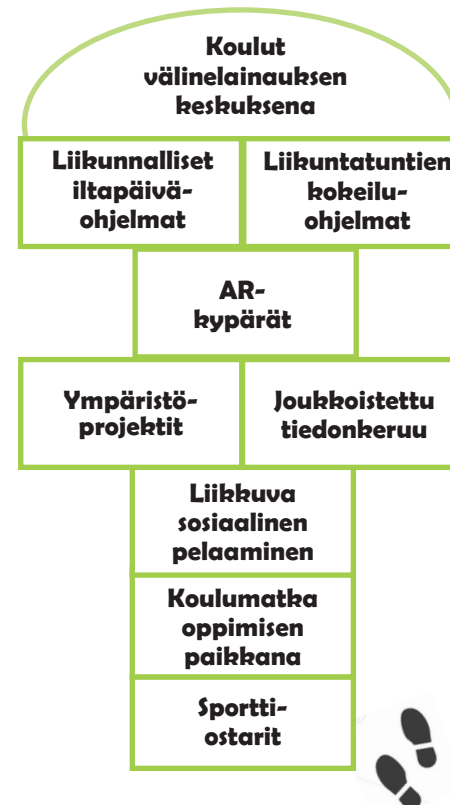 Koulut
välinelainauksen
keskuksena
Liikunnalliset
iltapäivä-
ohjelmat
Liikuntatuntien
kokeilu-
ohjelmat
AR-
kypärät
Ympäristö-
projektit
Joukkoistettu
tiedonkeruu
Liikkuva
sosiaalinen
pelaaminen
Koulumatka
oppimisen
paikkana
Sportti-
ostarit